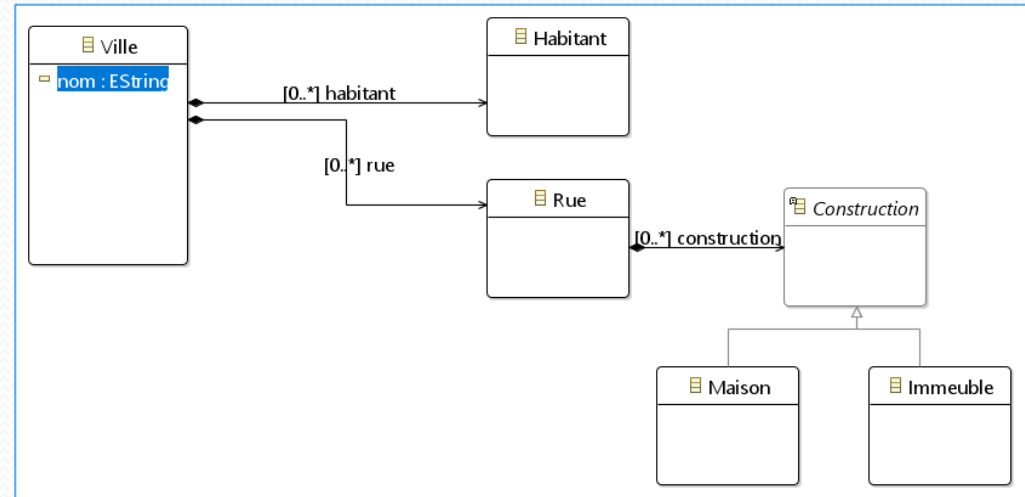 Ville
nom : EString
Habitant
[0..*] habitant
[0..*] rue
Rue
[0..*] construction
Construction
Maison
Immeuble